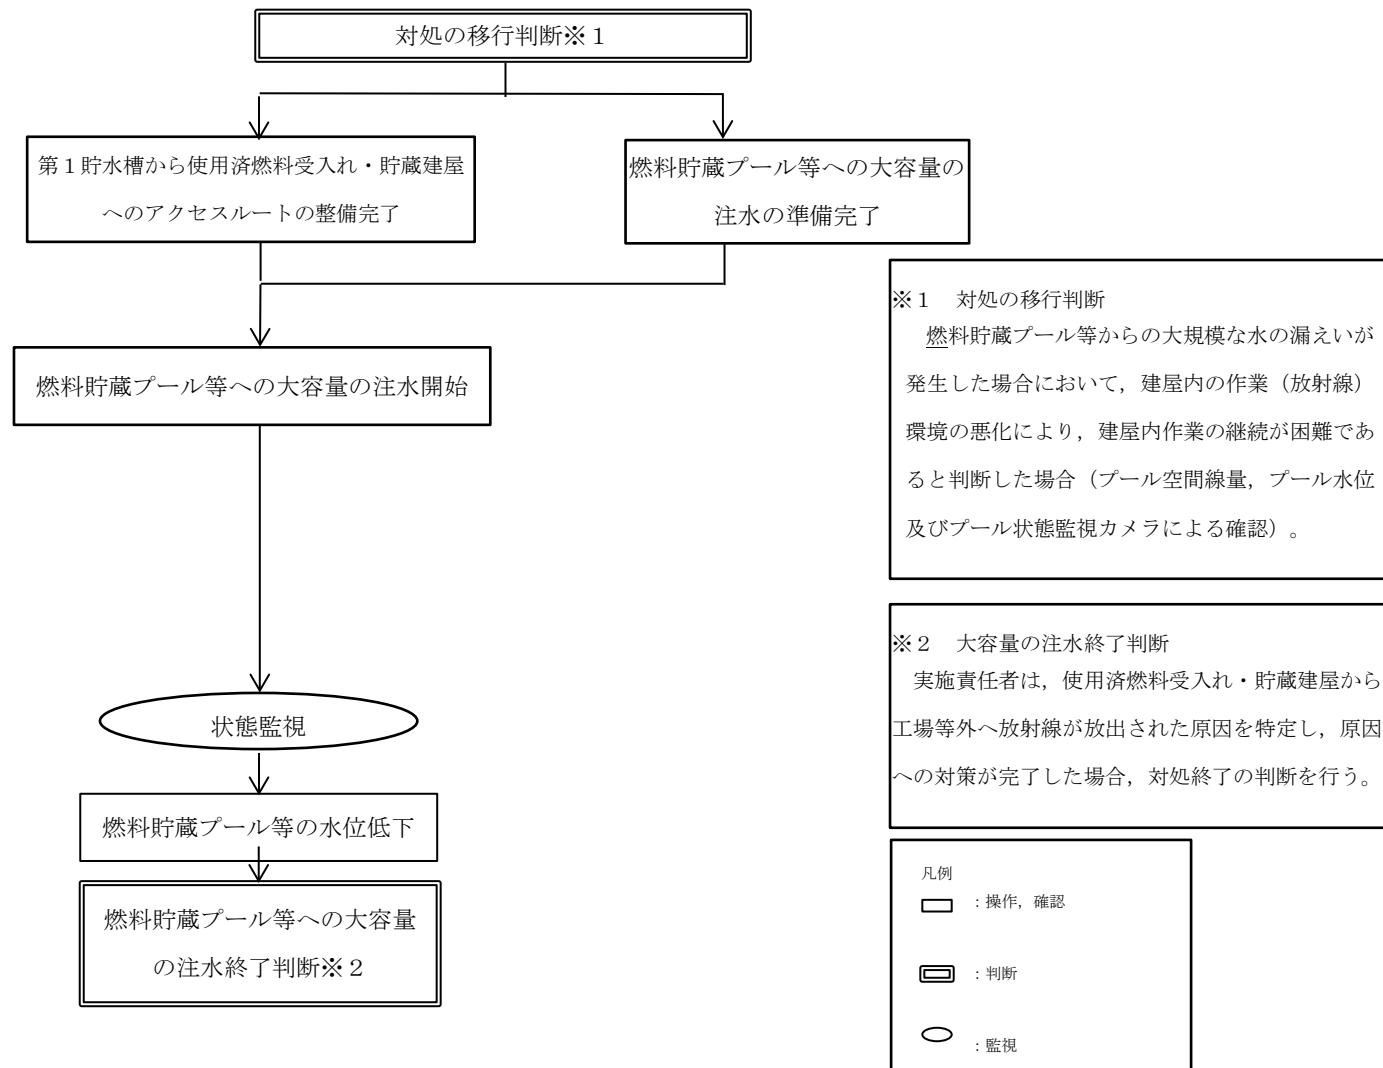 対処の移行判断※１
第１貯水槽から使用済燃料受入れ・貯蔵建屋
へのアクセスルートの整備完了
燃料貯蔵プール等への大容量の
注水の準備完了
燃料貯蔵プール等への大容量の注水開始
状態監視
燃料貯蔵プール等の水位低下
燃料貯蔵プール等への大容量
の注水終了判断※２
※１　対処の移行判断
燃料貯蔵プール等からの大規模な水の漏えいが
発生した場合において，建屋内の作業（放射線）
環境の悪化により，建屋内作業の継続が困難であ
ると判断した場合（プール空間線量，プール水位
及びプール状態監視カメラによる確認）。
※２　大容量の注水終了判断
実施責任者は，使用済燃料受入れ・貯蔵建屋から
工場等外へ放射線が放出された原因を特定し，原因
への対策が完了した場合，対処終了の判断を行う。
凡例
：操作，確認
：判断
：監視